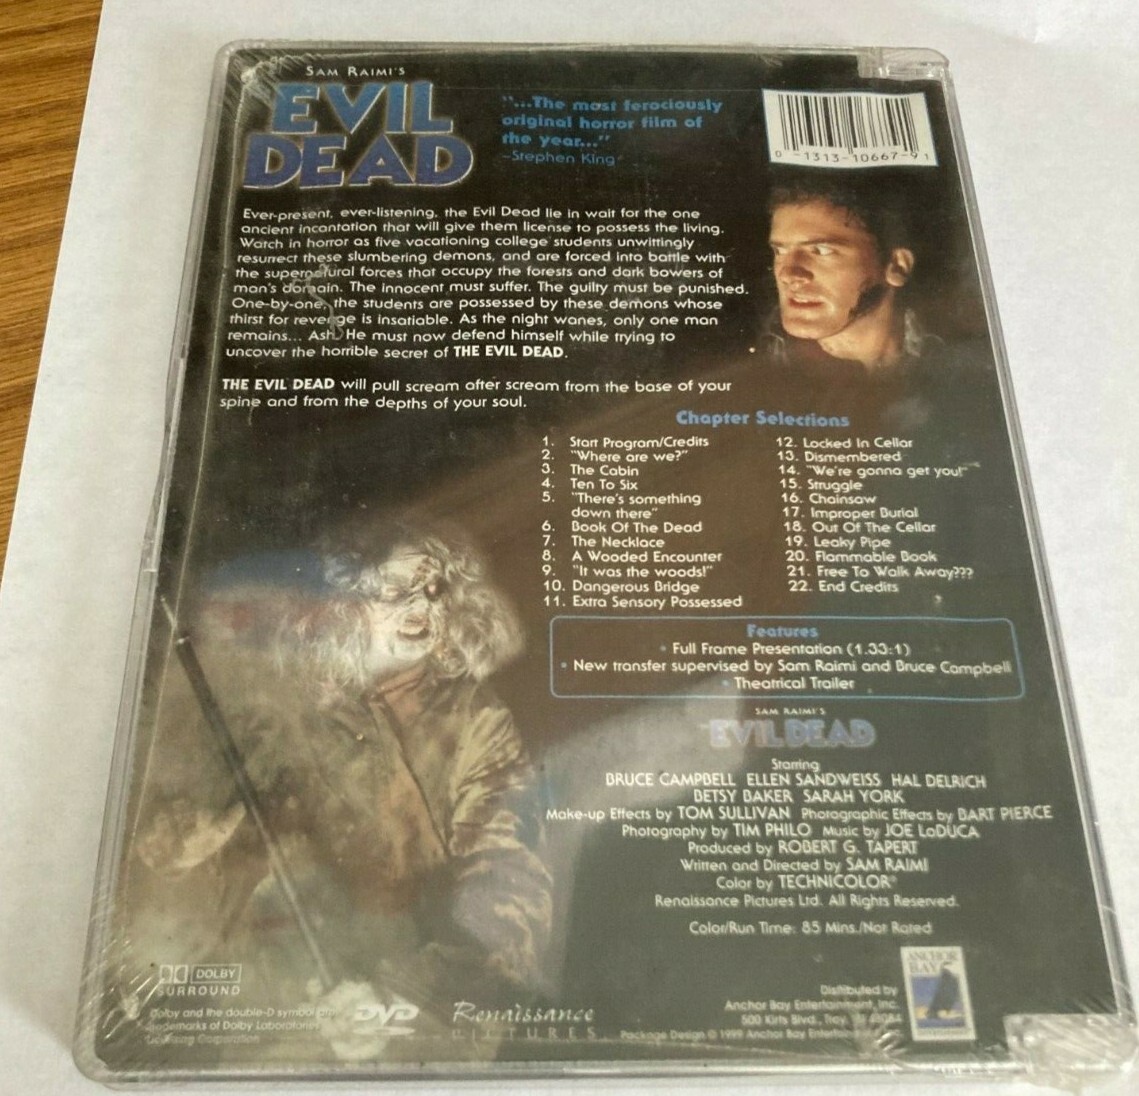 SAM RAIMI'S
EVIL
DEAD
"...The most ferociously
original horror film of
the year..."
–Stephen King
0 -1313-10667-9 1
Ever-present, ever-listening, the Evil Dead lie in wait for the one
ancient incantation that will give them license to possess the living.
Watch in horror as five vacationing college students unwittingly
resurrect these slumbering demons, and are forced into battle with
the supernatural forces that occupy the forests and dark bowers of
man's domain. The innocent must suffer. The guilty must be punished.
One-by-one, the students are possessed by these demons whose
thirst for revenge is insatiable. As the night wanes, only one man
remains... Ash. He must now defend himself while trying to
uncover the horrible secret of THE EVIL DEAD.
THE EVIL DEAD will pull scream after scream from the base of your
spine and from the depths of your soul.
Chapter Selections
1. Start Program/Credits
2. "Where are we?"
3. The Cabin
4. Ten To Six
5. "There's something
down there"
6. Book Of The Dead
7. The Necklace
8. A Wooded Encounter
9. "It was the woods!"
10. Dangerous Bridge
11. Extra Sensory Possessed
12. Locked In Cellar
13. Dismembered
14. "We're gonna get you!"
15. Struggle
16. Chainsaw
17. Improper Burial
18. Out Of The Cellar
19. Leaky Pipe
20. Flammable Book
21. Free To Walk Away???
22. End Credits
Features
• Full Frame Presentation (1.33:1)
• New transfer supervised by Sam Raimi and Bruce Campbell
• Theatrical Trailer
SAM RAIMI'S
EVIL DEAD
Starring
BRUCE CAMPBELL ELLEN SANDWEISS HAL DELRICH
BETSY BAKER SARAH YORK
Make-up Effects by TOM SULLIVAN Photographic Effects by BART PIERCE
Photography by TIM PHILO Music by JOE LoDUCA
Produced by ROBERT G. TAPERT
Written and Directed by SAM RAIMI
Color by TECHNICOLOR®
Renaissance Pictures Ltd. All Rights Reserved.
Color/Run Time: 85 Mins./Not Rated
DOLBY
SURROUND
Dolby and the double-D symbol are
trademarks of Dolby Laboratories
Licensing Corporation
DVD
Renaissance
PICTURES
Distributed by
Anchor Bay Entertainment, Inc.
500 Kirts Blvd., Troy, MI 48084
Package Design © 1999 Anchor Bay Entertainment, Inc.
ANCHOR
BAY